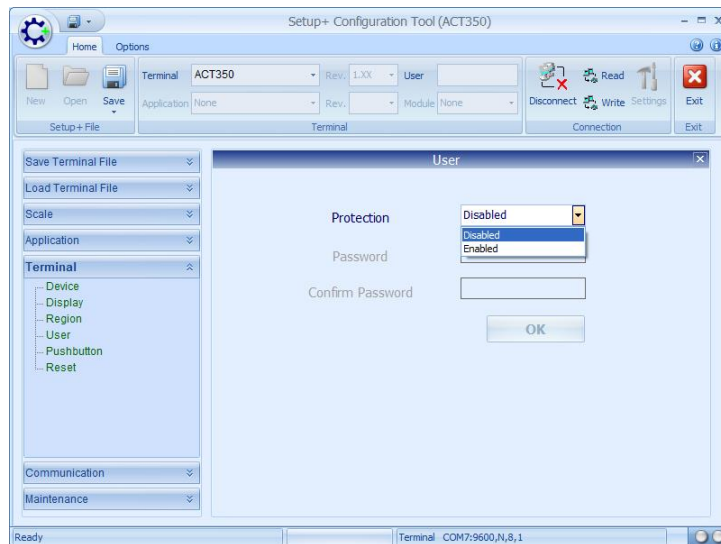 Setup+ Configuration Tool (ACT350)
Home Options
New Open Save
Setup+ File
Terminal ACT350 Rev. 1.XX User
Application None Rev. Module None
Terminal
Disconnect Read Write Settings
Connection
Exit
Exit
Save Terminal File
Load Terminal File
Scale
Application
Terminal
Device
Display
Region
User
Pushbutton
Reset
Communication
Maintenance
User
Protection Disabled
Disabled
Enabled
Password
Confirm Password
OK
Ready Terminal COM7:9600,N,8,1